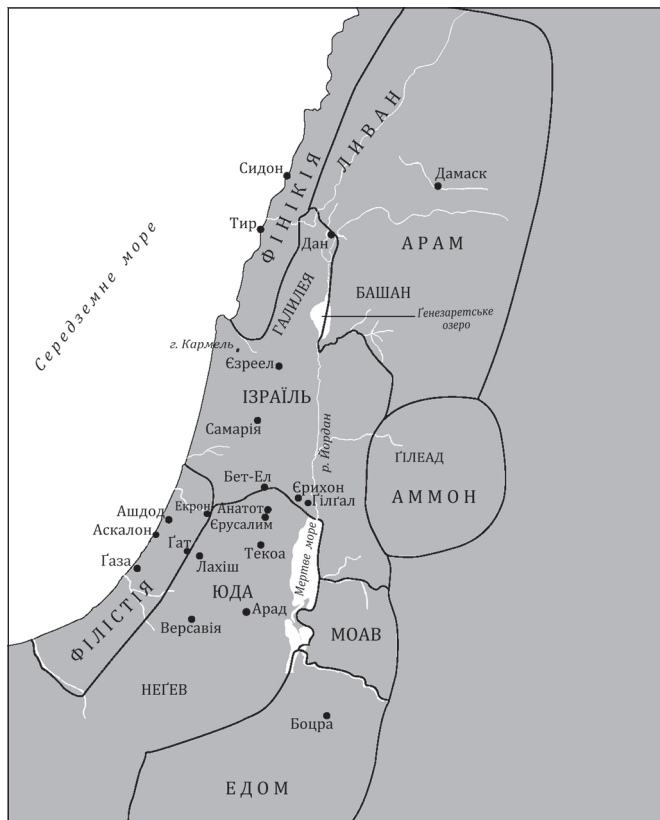 Сидон
Дамаск
ЛИВАН
ФІНІКІЯ
Тир
Дан
АРАМ
Середземне море
ГАЛИЛЕЯ
БАШАН
Ґенезаретське
озеро
г. Кармель
Єзреел
ІЗРАЇЛЬ
Самарія
р. Йордан
ҐІЛЕАД
АММОН
Бет-Ел
Єрихон
Ґілґал
Екрон
Анатот
Ашдод
Єрусалим
Аскалон
Ґат
Текоа
Ґаза
Лахіш
Мертве море
ЮДА
ФІЛІСТІЯ
Арад
Версавія
МОАВ
НЕҐЕВ
Боцра
ЕДОМ